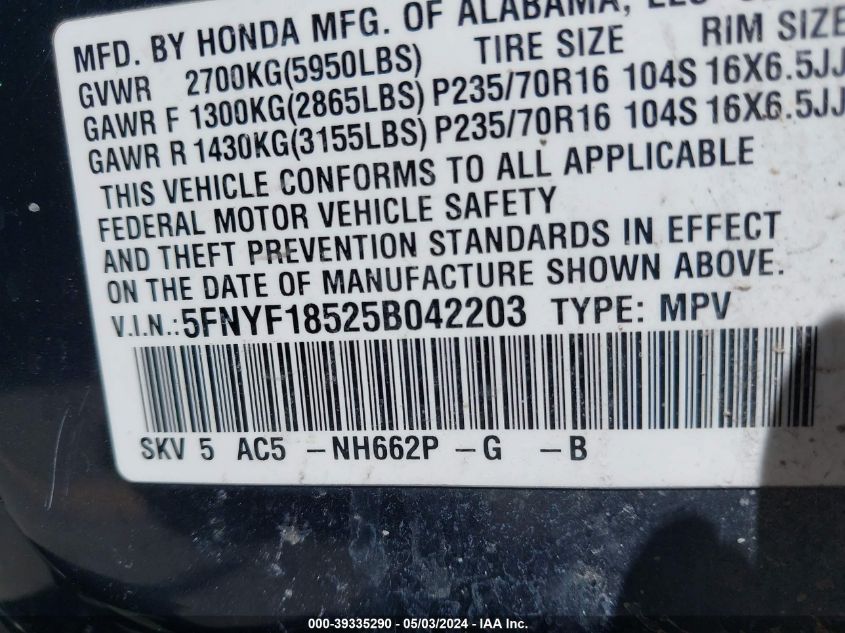 MFD. BY HONDA MFG. OF ALABAMA, LLC
GVWR 2700KG(5950LBS) TIRE SIZE RIM SIZE
GAWR F 1300KG(2865LBS) P235/70R16 104S 16X6.5JJ
GAWR R 1430KG(3155LBS) P235/70R16 104S 16X6.5JJ
THIS VEHICLE CONFORMS TO ALL APPLICABLE
FEDERAL MOTOR VEHICLE SAFETY
AND THEFT PREVENTION STANDARDS IN EFFECT
ON THE DATE OF MANUFACTURE SHOWN ABOVE.
V.I.N.:5FNYF18525B042203 TYPE: MPV
SKV 5 AC5 -NH662P -G -B
000-39335290 - 05/03/2024 - IAA Inc.